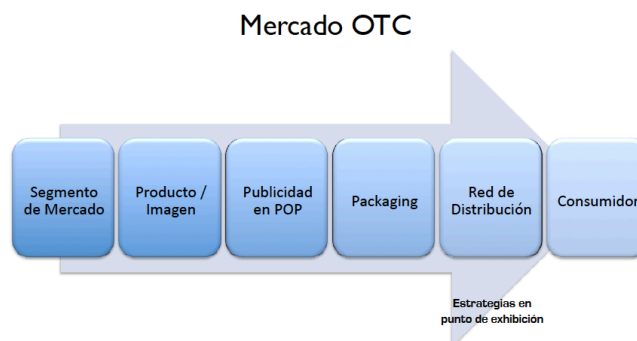 Mercado OTC
Segmento
de Mercado
Producto /
Imagen
Publicidad
en POP
Packaging
Red de
Distribución
Consumidor
Estrategias en
punto de exhibición